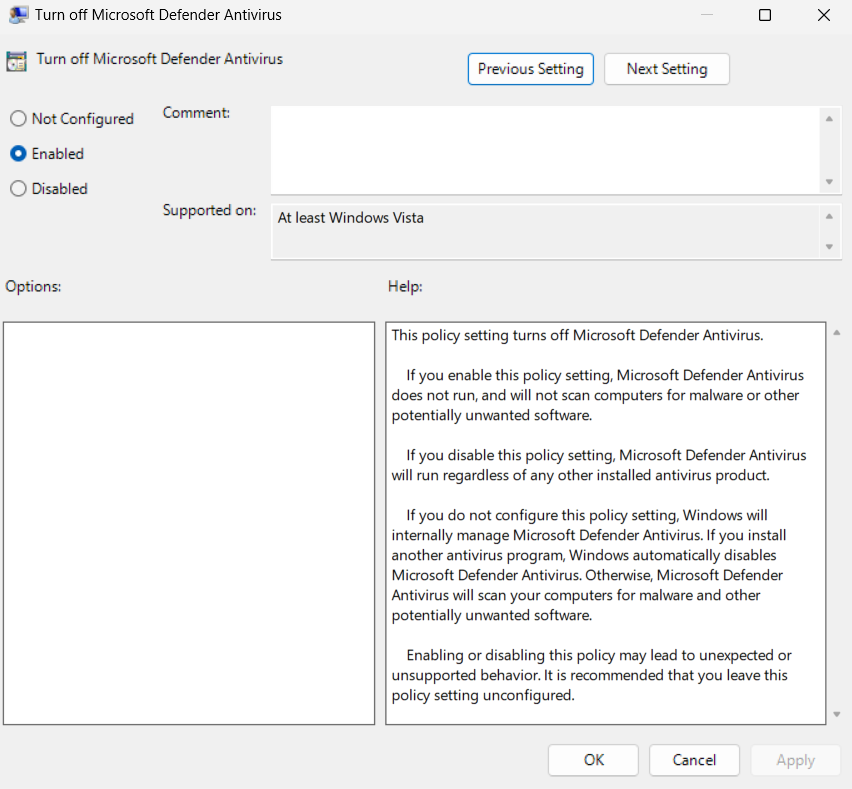 Turn off Microsoft Defender Antivirus
Turn off Microsoft Defender Antivirus
Previous Setting
Next Setting
Not Configured
Enabled
Disabled
Comment:
Supported on:
At least Windows Vista
Options:
Help:
This policy setting turns off Microsoft Defender Antivirus.
If you enable this policy setting, Microsoft Defender Antivirus
does not run, and will not scan computers for malware or other
potentially unwanted software.
If you disable this policy setting, Microsoft Defender Antivirus
will run regardless of any other installed antivirus product.
If you do not configure this policy setting, Windows will
internally manage Microsoft Defender Antivirus. If you install
another antivirus program, Windows automatically disables
Microsoft Defender Antivirus. Otherwise, Microsoft Defender
Antivirus will scan your computers for malware and other
potentially unwanted software.
Enabling or disabling this policy may lead to unexpected or
unsupported behavior. It is recommended that you leave this
policy setting unconfigured.
OK
Cancel
Apply